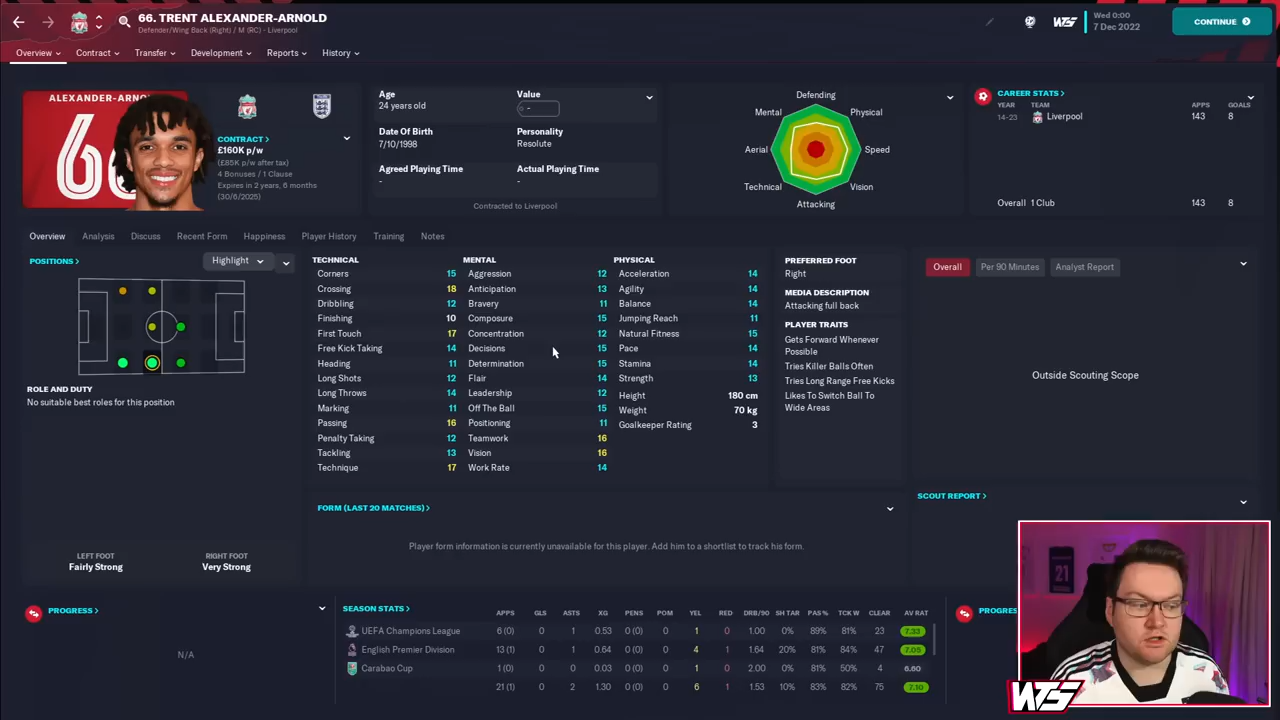 66. TRENT ALEXANDER-ARNOLD
Defender/Wing Back (Right) / M (RC) - Liverpool
Wed 0:00
7 Dec 2022
CONTINUE
Overview
Contract
Transfer
Development
Reports
History
ALEXANDER-ARNO
66
CONTRACT >
£160K p/w
(£85K p/w after tax)
4 Bonuses / 1 Clause
Expires in 2 years, 6 months
(30/6/2025)
Age
24 years old
Value
-
Date Of Birth
7/10/1998
Personality
Resolute
Agreed Playing Time
-
Actual Playing Time
-
Contracted to Liverpool
Defending
Mental
Physical
Aerial
Speed
Technical
Vision
Attacking
CAREER STATS >
YEAR TEAM APPS GOALS
14-23 Liverpool 143 8
Overall 1 Club 143 8
Overview
Analysis
Discuss
Recent Form
Happiness
Player History
Training
Notes
POSITIONS >
Highlight
ROLE AND DUTY
No suitable best roles for this position
LEFT FOOT
Fairly Strong
RIGHT FOOT
Very Strong
TECHNICAL
Corners 15
Crossing 18
Dribbling 12
Finishing 10
First Touch 17
Free Kick Taking 14
Heading 11
Long Shots 12
Long Throws 14
Marking 11
Passing 16
Penalty Taking 12
Tackling 13
Technique 17
MENTAL
Aggression 12
Anticipation 13
Bravery 11
Composure 15
Concentration 12
Decisions 15
Determination 15
Flair 14
Leadership 12
Off The Ball 15
Positioning 11
Teamwork 16
Vision 16
Work Rate 14
PHYSICAL
Acceleration 14
Agility 14
Balance 14
Jumping Reach 11
Natural Fitness 15
Pace 14
Stamina 14
Strength 13
Height 180 cm
Weight 70 kg
Goalkeeper Rating 3
PREFERRED FOOT
Right
MEDIA DESCRIPTION
Attacking full back
PLAYER TRAITS
Gets Forward Whenever
Possible
Tries Killer Balls Often
Tries Long Range Free Kicks
Likes To Switch Ball To
Wide Areas
Overall
Per 90 Minutes
Analyst Report
Outside Scouting Scope
SCOUT REPORT >
FORM (LAST 20 MATCHES) >
Player form information is currently unavailable for this player. Add him to a shortlist to track his form.
PROGRESS >
N/A
SEASON STATS >
APPS GLS ASTS XG PENS POM YEL RED DRB/90 SH TAR PAS% TCK W CLEAR AV RAT
UEFA Champions League 6 (0) 0 1 0.53 0 (0) 0 1 0 1.00 0% 89% 81% 23 7.33
English Premier Division 13 (1) 0 1 0.64 0 (0) 0 4 1 1.64 20% 81% 84% 47 7.05
Carabao Cup 1 (0) 0 0 0.03 0 (0) 0 1 0 2.00 0% 81% 50% 4 6.60
21 (1) 0 2 1.30 0 (0) 0 6 1 1.53 10% 83% 82% 75 7.10
PROGRES
21
WTS